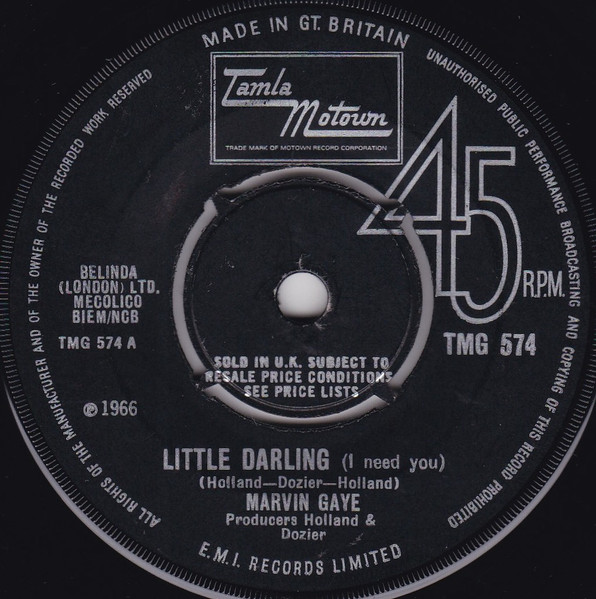 MADE IN GT. BRITAIN
UNAUTHORISED PUBLIC PERFORMANCE BROADCASTING AND COPYING OF THIS RECORD PROHIBITED
ALL RIGHTS OF THE MANUFACTURER AND OF THE OWNER OF THE RECORDED WORK RESERVED
Tamla
Motown
TRADE MARK OF MOTOWN RECORD CORPORATION
45
R.P.M.
BELINDA
(LONDON) LTD.
MECOLICO
BIEM/NCB
TMG 574 A
TMG 574
SOLD IN U.K. SUBJECT TO
RESALE PRICE CONDITIONS
SEE PRICE LISTS
℗ 1966
LITTLE DARLING (I need you)
(Holland—Dozier—Holland)
MARVIN GAYE
Producers Holland &
Dozier
E.M.I. RECORDS LIMITED